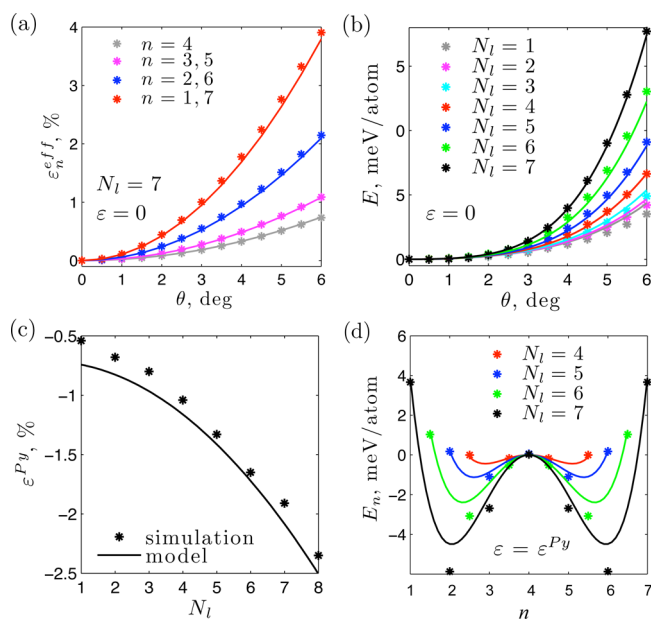 (a)
4
3
2
1
0
ε_n^{eff}, %
n = 4
n = 3, 5
n = 2, 6
n = 1, 7
N_l = 7
ε = 0
0 1 2 3 4 5 6
θ, deg
(b)
5
0
5
0
E, meV/atom
N_l = 1
N_l = 2
N_l = 3
N_l = 4
N_l = 5
N_l = 6
N_l = 7
ε = 0
0 1 2 3 4 5 6
θ, deg
(c)
−0.5
−1
−1.5
−2
−2.5
ε^{Py}, %
simulation
model
1 2 3 4 5 6 7 8
N_l
(d)
6
4
2
0
−2
−4
E_n, meV/atom
N_l = 4
N_l = 5
N_l = 6
N_l = 7
ε = ε^{Py}
1 2 3 4 5 6 7
n